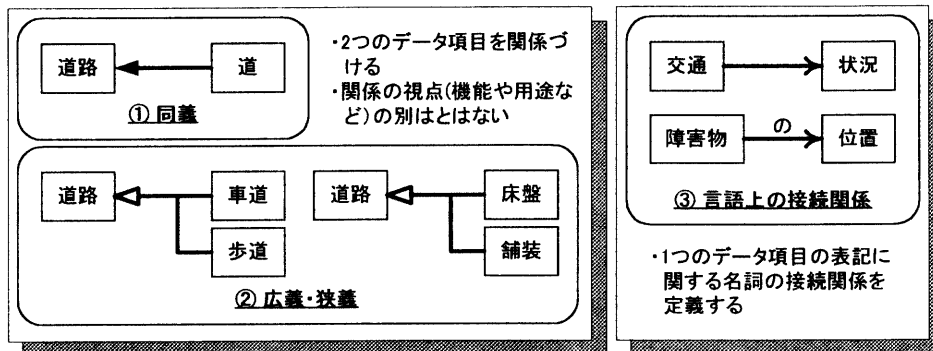 道路
道
① 同義
・2つのデータ項目を関係づ
ける
・関係の視点(機能や用途な
ど)の別はとはない
道路
車道
歩道
道路
床盤
舗装
② 広義・狭義
交通
状況
障害物
の
位置
③ 言語上の接続関係
・1つのデータ項目の表記に
関する名詞の接続関係を
定義する